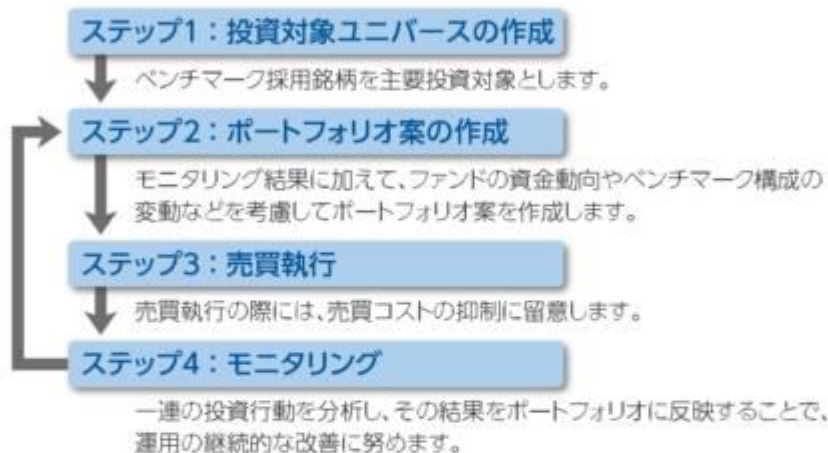 ステップ1：投資対象ユニバースの作成
ベンチマーク採用銘柄を主要投資対象とします。
ステップ2：ポートフォリオ案の作成
モニタリング結果に加えて、ファンドの資金動向やベンチマーク構成の
変動などを考慮してポートフォリオ案を作成します。
ステップ3：売買執行
売買執行の際には、売買コストの抑制に留意します。
ステップ4：モニタリング
一連の投資行動を分析し、その結果をポートフォリオに反映することで、
運用の継続的な改善に努めます。